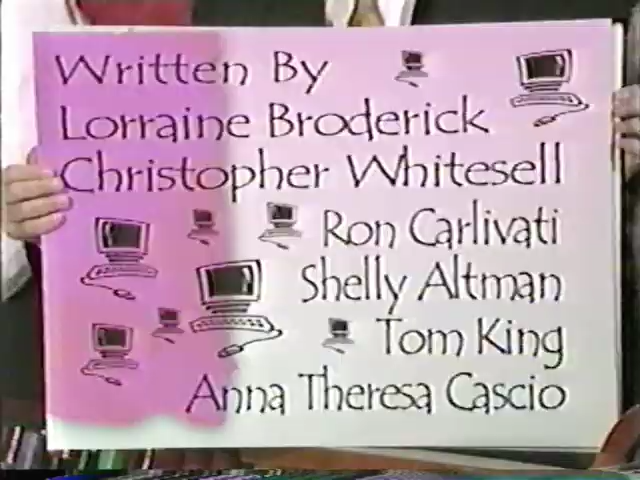 Written By
Lorraine Broderick
Christopher Whitesell
Ron Carlivati
Shelly Altman
Tom King
Anna Theresa Cascio